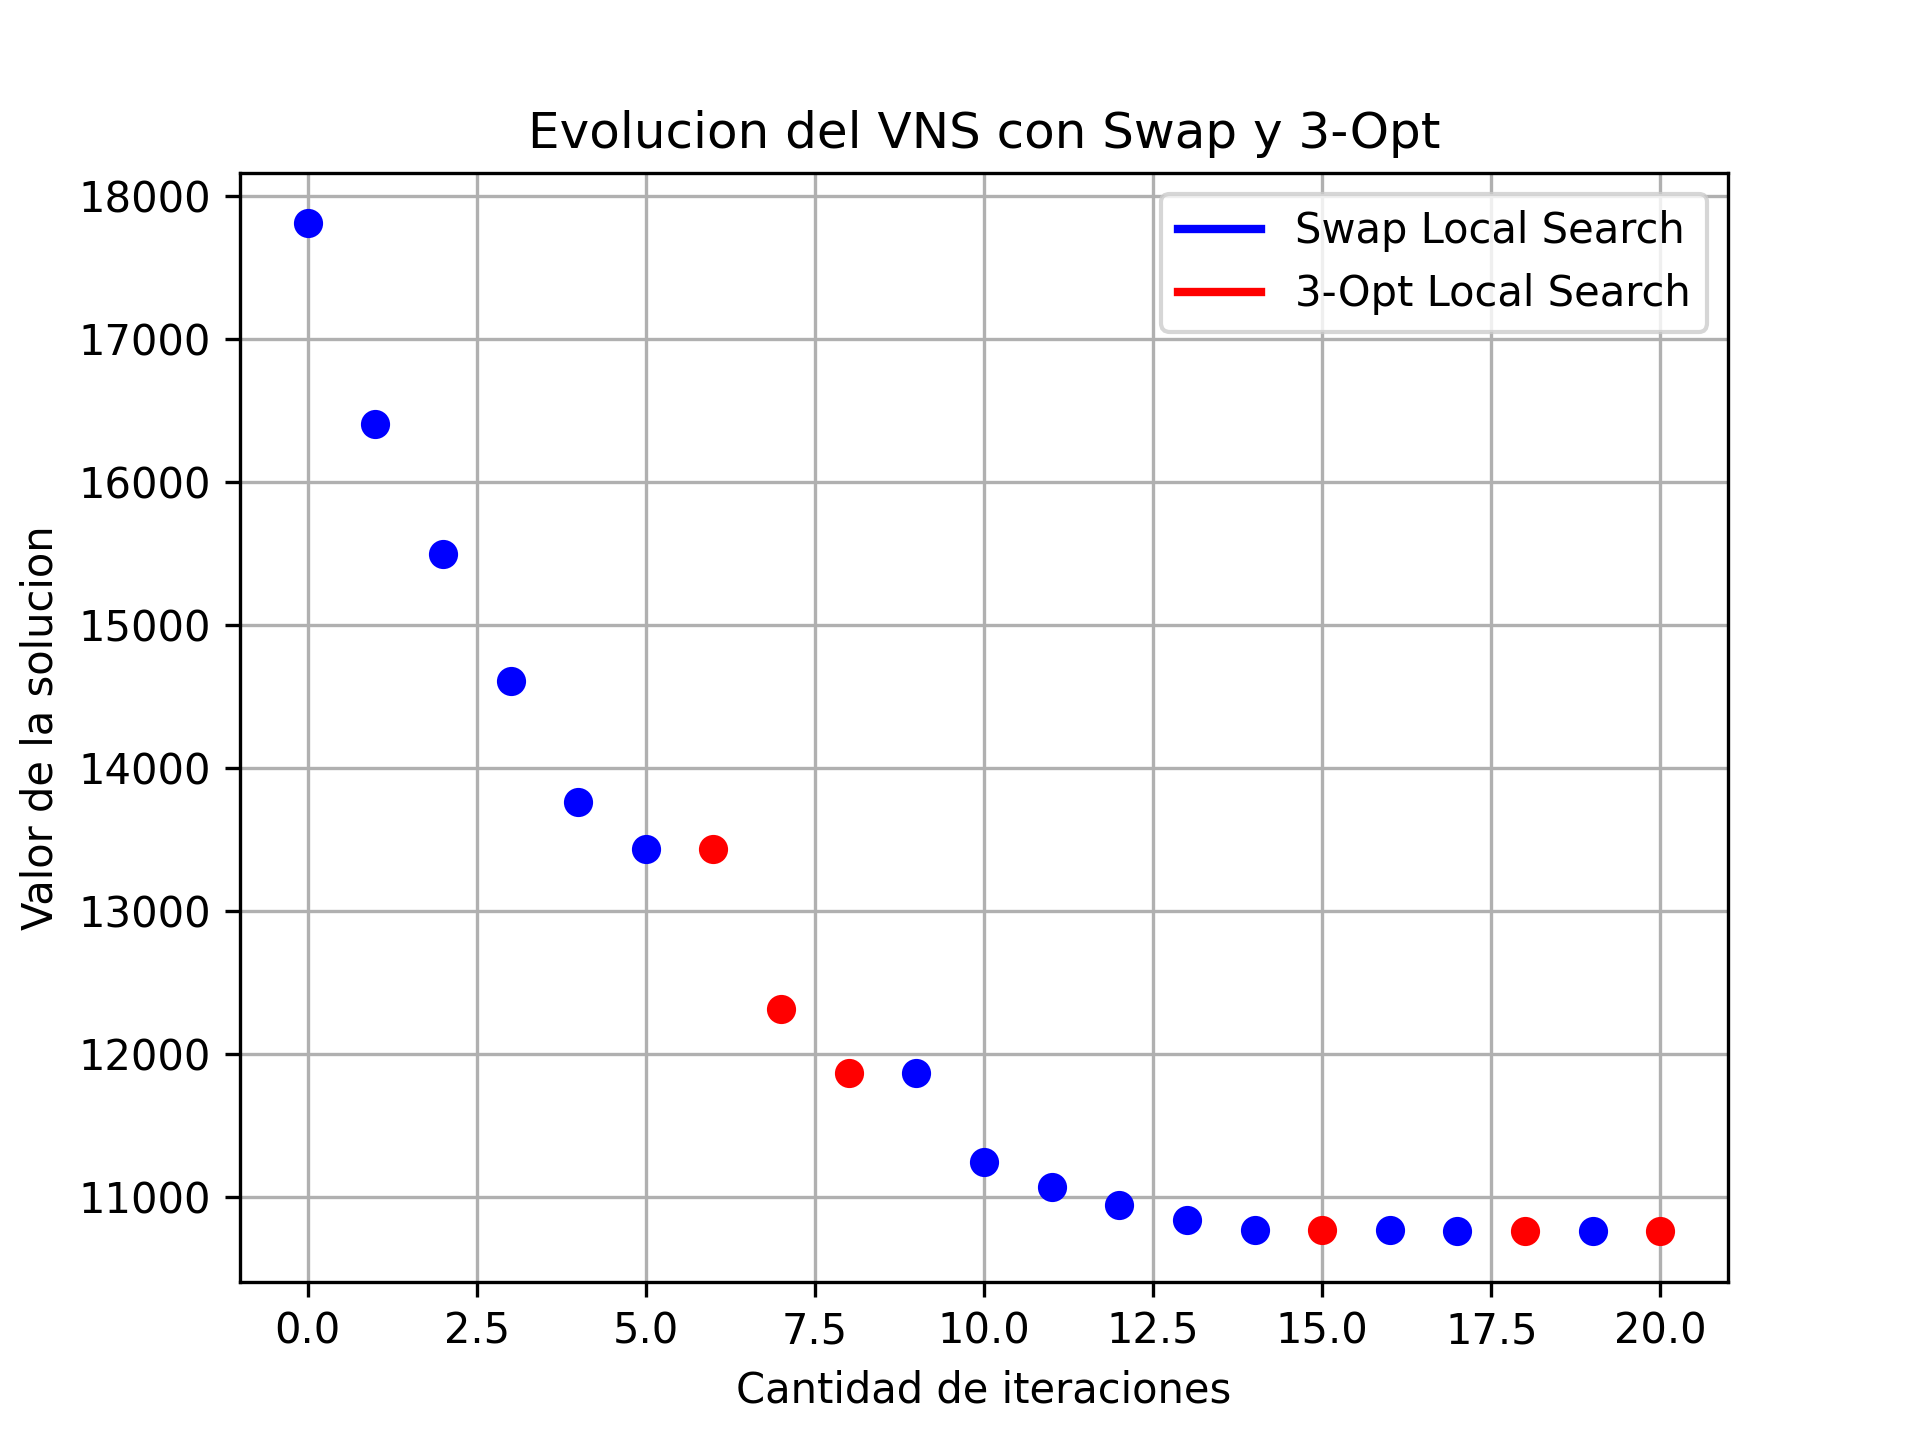 Evolucion del VNS con Swap y 3-Opt
Swap Local Search
3-Opt Local Search
Valor de la solucion
18000
17000
16000
15000
14000
13000
12000
11000
0.0 2.5 5.0 7.5 10.0 12.5 15.0 17.5 20.0
Cantidad de iteraciones